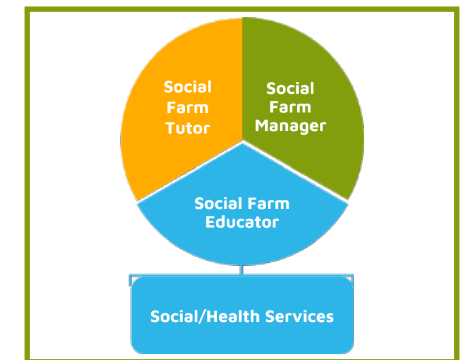 Social
Farm
Tutor
Social
Farm
Manager
Social Farm
Educator
Social/Health Services